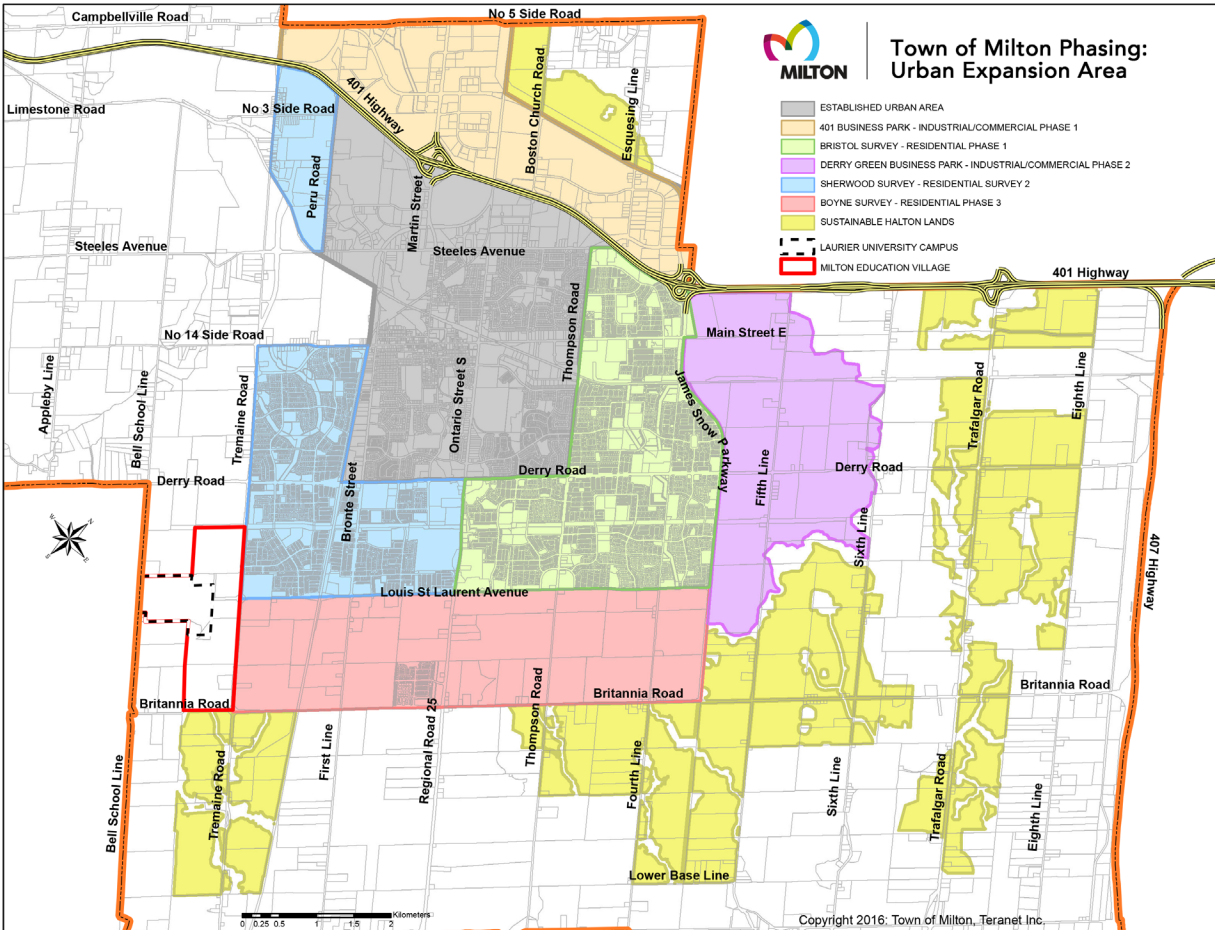 Campbellville Road
No 5 Side Road
MILTON
Town of Milton Phasing:
Urban Expansion Area
ESTABLISHED URBAN AREA
401 BUSINESS PARK - INDUSTRIAL/COMMERCIAL PHASE 1
BRISTOL SURVEY - RESIDENTIAL PHASE 1
DERRY GREEN BUSINESS PARK - INDUSTRIAL/COMMERCIAL PHASE 2
SHERWOOD SURVEY - RESIDENTIAL SURVEY 2
BOYNE SURVEY - RESIDENTIAL PHASE 3
SUSTAINABLE HALTON LANDS
LAURIER UNIVERSITY CAMPUS
MILTON EDUCATION VILLAGE
401 Highway
Boston Church Road
Esquesing Line
Limestone Road
No 3 Side Road
Peru Road
Martin Street
Steeles Avenue
Steeles Avenue
401 Highway
No 14 Side Road
Thompson Road
Main Street E
Appleby Line
Bell School Line
Tremaine Road
Ontario Street S
James Snow Parkway
Trafalgar Road
Eighth Line
Derry Road
Bronte Street
Derry Road
Fifth Line
Derry Road
Sixth Line
407 Highway
W
N
S
E
Louis St Laurent Avenue
Britannia Road
Britannia Road
Britannia Road
Bell School Line
Tremaine Road
First Line
Regional Road 25
Thompson Road
Fourth Line
Sixth Line
Trafalgar Road
Eighth Line
Lower Base Line
Kilometers
0 0.25 0.5 1 1.5 2
Copyright 2016: Town of Milton, Teranet Inc.